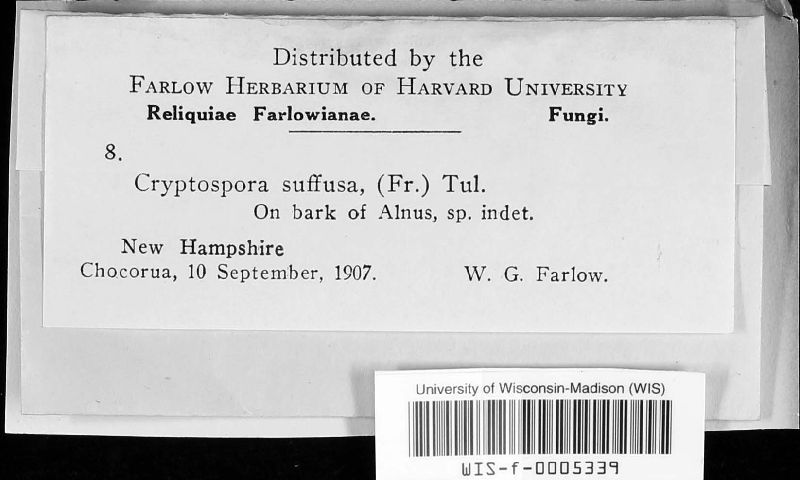 Distributed by the
FARLOW HERBARIUM OF HARVARD UNIVERSITY
Reliquiae Farlowianae. Fungi.
8.
Cryptospora suffusa, (Fr.) Tul.
On bark of Alnus, sp. indet.
New Hampshire
Chocorua, 10 September, 1907. W. G. Farlow.
University of Wisconsin-Madison (WIS)
WIS-f-0005339